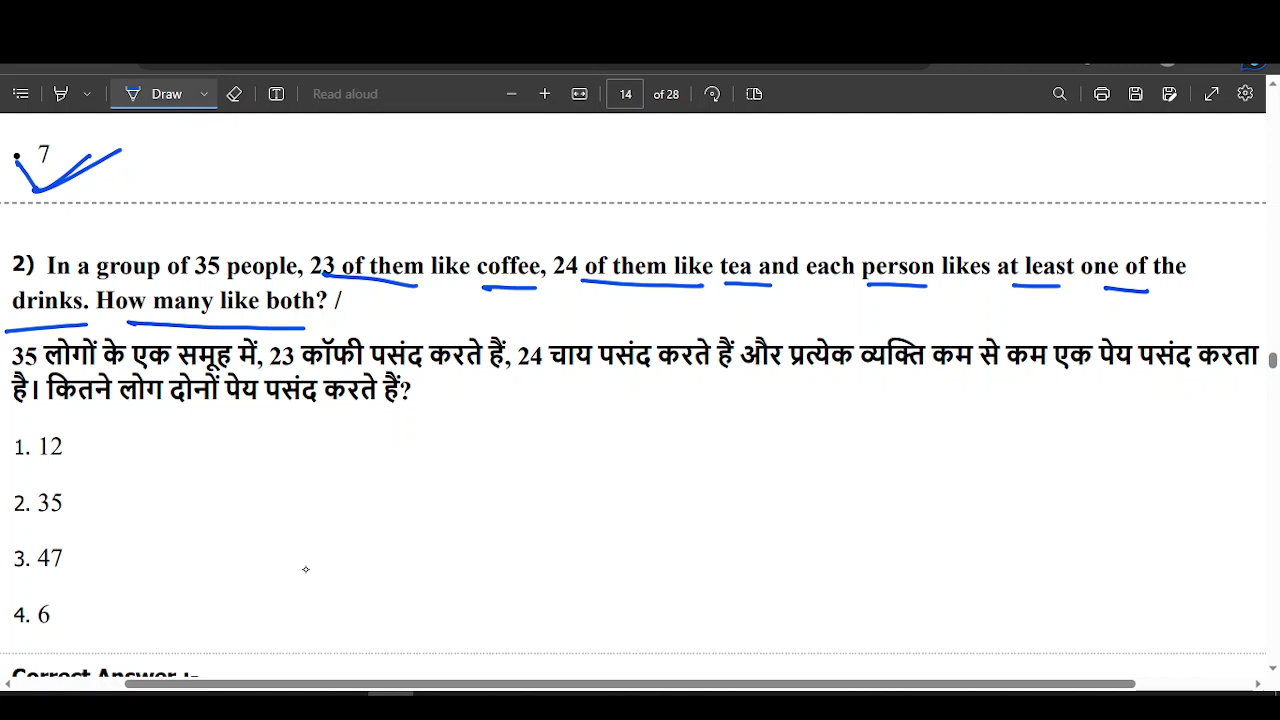 Draw
Read aloud
14 of 28
• 7
2) In a group of 35 people, 23 of them like coffee, 24 of them like tea and each person likes at least one of the
drinks. How many like both? /
35 लोगों के एक समूह में, 23 कॉफी पसंद करते हैं, 24 चाय पसंद करते हैं और प्रत्येक व्यक्ति कम से कम एक पेय पसंद करता
है। कितने लोग दोनों पेय पसंद करते हैं?
1. 12
2. 35
3. 47
4. 6
Correct Answer :-